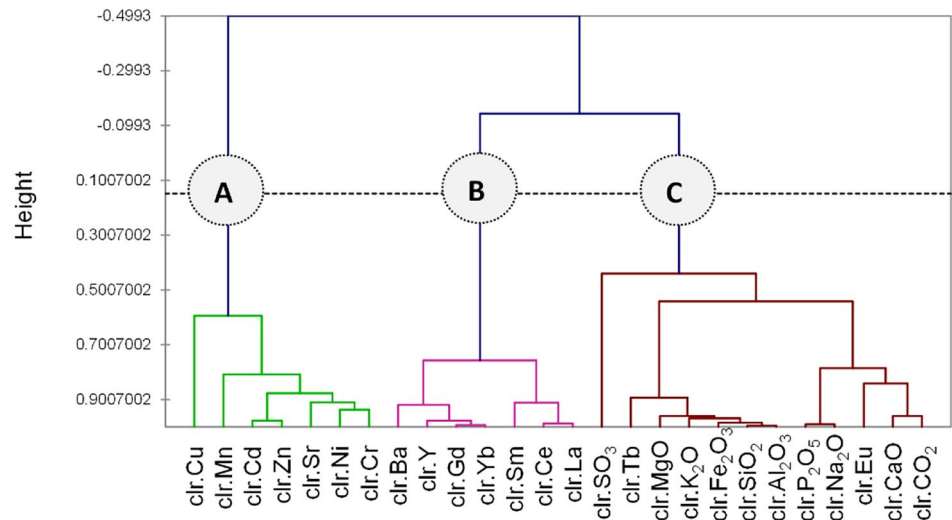 Height
-0.4993
-0.2993
-0.0993
0.1007002
0.3007002
0.5007002
0.7007002
0.9007002
A
B
C
clr.Cu
clr.Mn
clr.Cd
clr.Zn
clr.Sr
clr.Ni
clr.Cr
clr.Ba
clr.Y
clr.Gd
clr.Yb
clr.Sm
clr.Ce
clr.La
clr.SO₃
clr.Tb
clr.MgO
clr.K₂O
clr.Fe₂O₃
clr.SiO₂
clr.Al₂O₃
clr.P₂O₅
clr.Na₂O
clr.Eu
clr.CaO
clr.CO₂